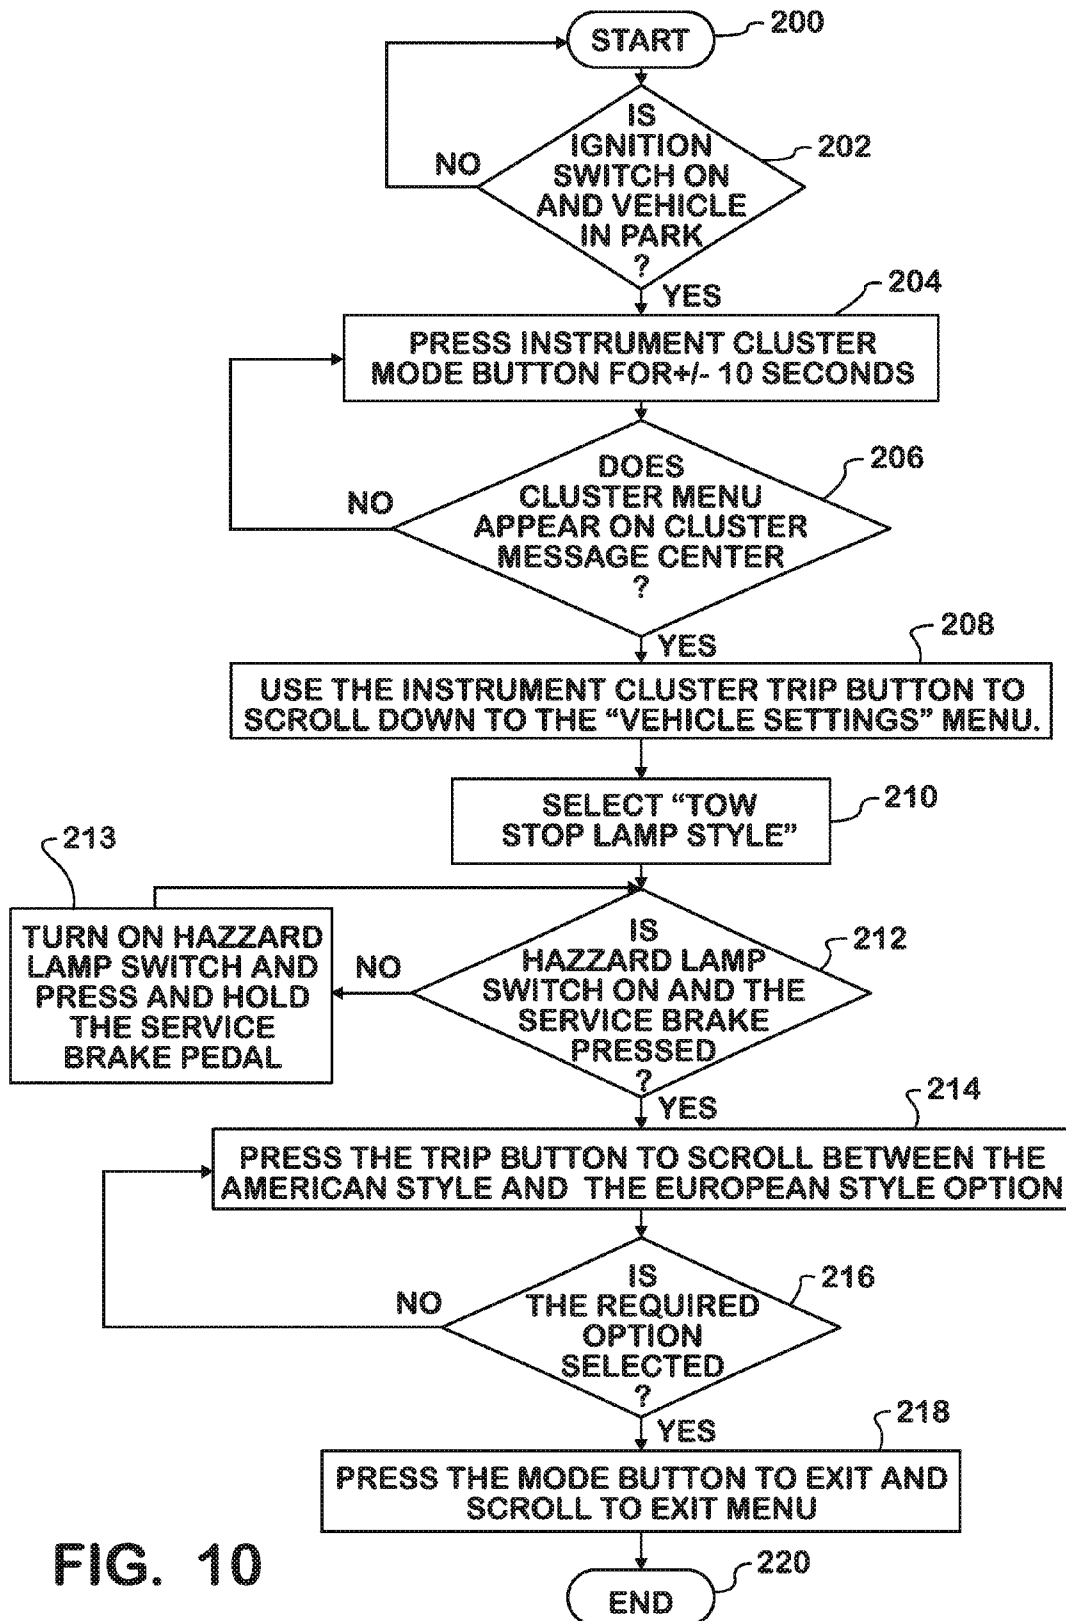 START
200
IS
IGNITION
SWITCH ON
AND VEHICLE
IN PARK
?
202
NO
YES
204
PRESS INSTRUMENT CLUSTER
MODE BUTTON FOR+/- 10 SECONDS
DOES
CLUSTER MENU
APPEAR ON CLUSTER
MESSAGE CENTER
?
206
NO
YES
208
USE THE INSTRUMENT CLUSTER TRIP BUTTON TO
SCROLL DOWN TO THE “VEHICLE SETTINGS” MENU.
SELECT “TOW
STOP LAMP STYLE”
210
213
TURN ON HAZZARD
LAMP SWITCH AND
PRESS AND HOLD
THE SERVICE
BRAKE PEDAL
NO
IS
HAZZARD LAMP
SWITCH ON AND THE
SERVICE BRAKE
PRESSED
?
212
YES
214
PRESS THE TRIP BUTTON TO SCROLL BETWEEN THE
AMERICAN STYLE AND THE EUROPEAN STYLE OPTION
IS
THE REQUIRED
OPTION
SELECTED
?
216
NO
YES
218
PRESS THE MODE BUTTON TO EXIT AND
SCROLL TO EXIT MENU
END
220
FIG. 10